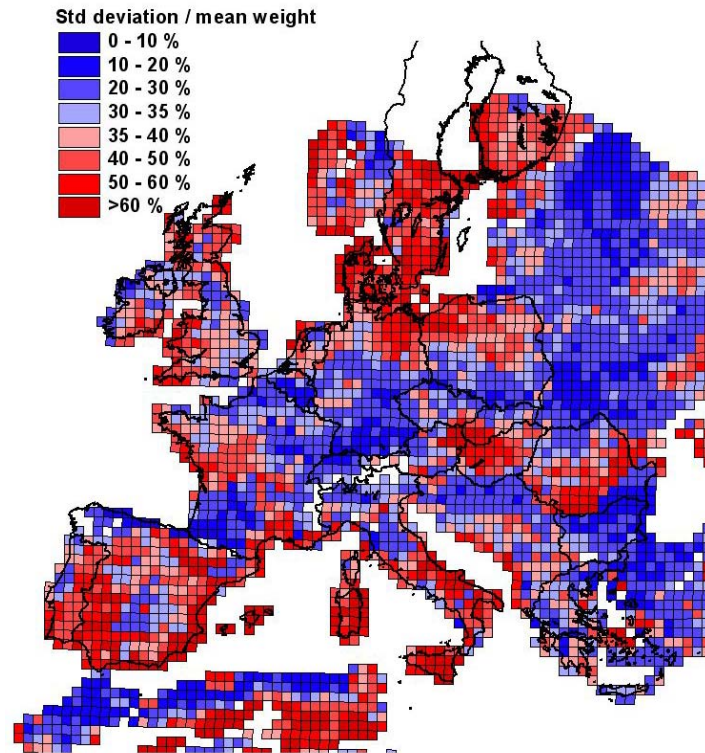 Std deviation / mean weight
0 - 10 %
10 - 20 %
20 - 30 %
30 - 35 %
35 - 40 %
40 - 50 %
50 - 60 %
>60 %